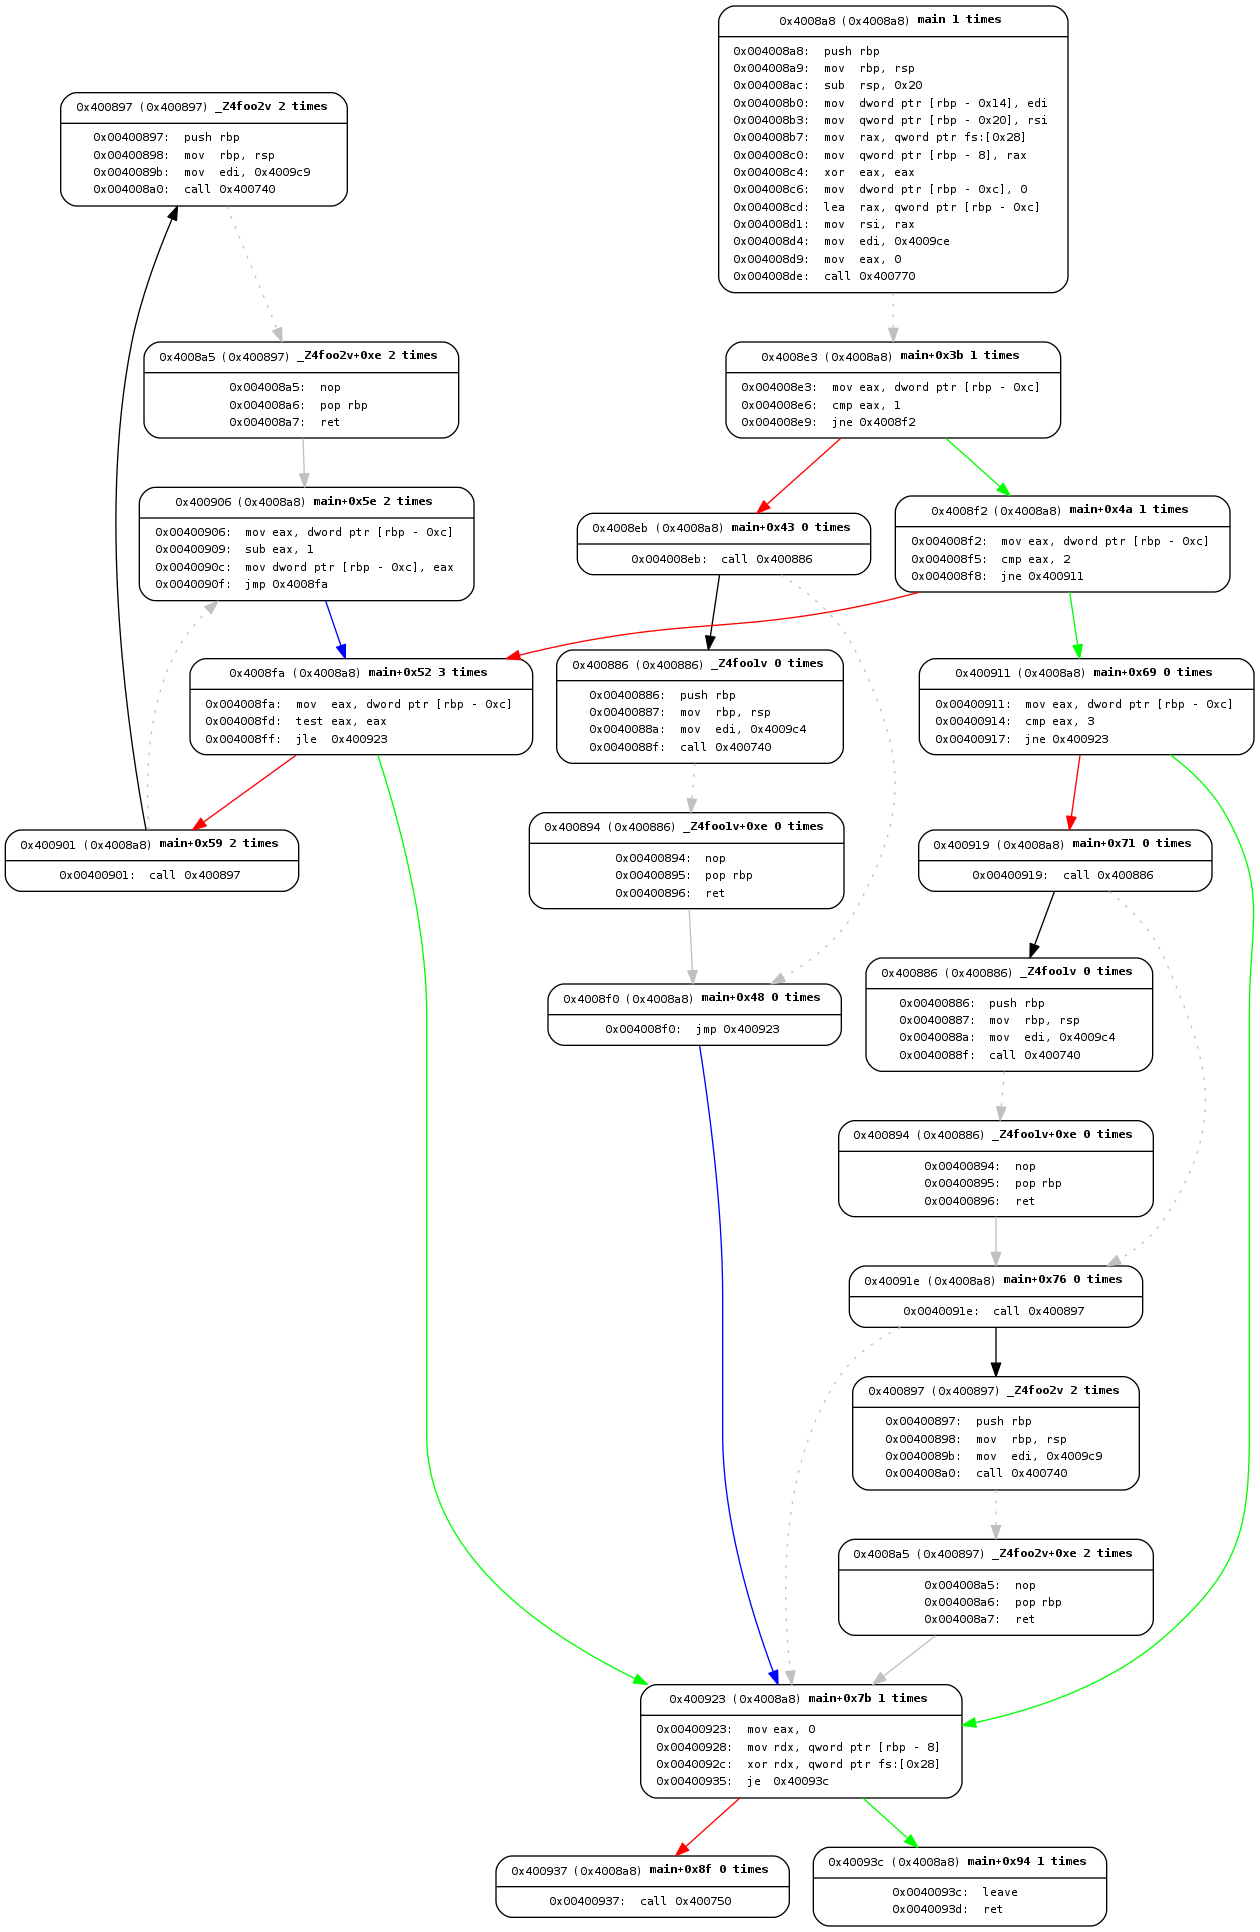 0x4008a8 (0x4008a8) main 1 times
0x004008a8: push rbp
0x004008a9: mov rbp, rsp
0x004008ac: sub rsp, 0x20
0x004008b0: mov dword ptr [rbp - 0x14], edi
0x004008b3: mov qword ptr [rbp - 0x20], rsi
0x004008b7: mov rax, qword ptr fs:[0x28]
0x004008c0: mov qword ptr [rbp - 8], rax
0x004008c4: xor eax, eax
0x004008c6: mov dword ptr [rbp - 0xc], 0
0x004008cd: lea rax, qword ptr [rbp - 0xc]
0x004008d1: mov rsi, rax
0x004008d4: mov edi, 0x4009ce
0x004008d9: mov eax, 0
0x004008de: call 0x400770
0x400897 (0x400897) _Z4foo2v 2 times
0x00400897: push rbp
0x00400898: mov rbp, rsp
0x0040089b: mov edi, 0x4009c9
0x004008a0: call 0x400740
0x4008a5 (0x400897) _Z4foo2v+0xe 2 times
0x004008a5: nop
0x004008a6: pop rbp
0x004008a7: ret
0x4008e3 (0x4008a8) main+0x3b 1 times
0x004008e3: mov eax, dword ptr [rbp - 0xc]
0x004008e6: cmp eax, 1
0x004008e9: jne 0x4008f2
0x400906 (0x4008a8) main+0x5e 2 times
0x00400906: mov eax, dword ptr [rbp - 0xc]
0x00400909: sub eax, 1
0x0040090c: mov dword ptr [rbp - 0xc], eax
0x0040090f: jmp 0x4008fa
0x4008eb (0x4008a8) main+0x43 0 times
0x004008eb: call 0x400886
0x4008f2 (0x4008a8) main+0x4a 1 times
0x004008f2: mov eax, dword ptr [rbp - 0xc]
0x004008f5: cmp eax, 2
0x004008f8: jne 0x400911
0x4008fa (0x4008a8) main+0x52 3 times
0x004008fa: mov eax, dword ptr [rbp - 0xc]
0x004008fd: test eax, eax
0x004008ff: jle 0x400923
0x400886 (0x400886) _Z4foo1v 0 times
0x00400886: push rbp
0x00400887: mov rbp, rsp
0x0040088a: mov edi, 0x4009c4
0x0040088f: call 0x400740
0x400911 (0x4008a8) main+0x69 0 times
0x00400911: mov eax, dword ptr [rbp - 0xc]
0x00400914: cmp eax, 3
0x00400917: jne 0x400923
0x400901 (0x4008a8) main+0x59 2 times
0x00400901: call 0x400897
0x400894 (0x400886) _Z4foo1v+0xe 0 times
0x00400894: nop
0x00400895: pop rbp
0x00400896: ret
0x400919 (0x4008a8) main+0x71 0 times
0x00400919: call 0x400886
0x4008f0 (0x4008a8) main+0x48 0 times
0x004008f0: jmp 0x400923
0x400886 (0x400886) _Z4foo1v 0 times
0x00400886: push rbp
0x00400887: mov rbp, rsp
0x0040088a: mov edi, 0x4009c4
0x0040088f: call 0x400740
0x400894 (0x400886) _Z4foo1v+0xe 0 times
0x00400894: nop
0x00400895: pop rbp
0x00400896: ret
0x40091e (0x4008a8) main+0x76 0 times
0x0040091e: call 0x400897
0x400897 (0x400897) _Z4foo2v 2 times
0x00400897: push rbp
0x00400898: mov rbp, rsp
0x0040089b: mov edi, 0x4009c9
0x004008a0: call 0x400740
0x4008a5 (0x400897) _Z4foo2v+0xe 2 times
0x004008a5: nop
0x004008a6: pop rbp
0x004008a7: ret
0x400923 (0x4008a8) main+0x7b 1 times
0x00400923: mov eax, 0
0x00400928: mov rdx, qword ptr [rbp - 8]
0x0040092c: xor rdx, qword ptr fs:[0x28]
0x00400935: je 0x40093c
0x400937 (0x4008a8) main+0x8f 0 times
0x00400937: call 0x400750
0x40093c (0x4008a8) main+0x94 1 times
0x0040093c: leave
0x0040093d: ret